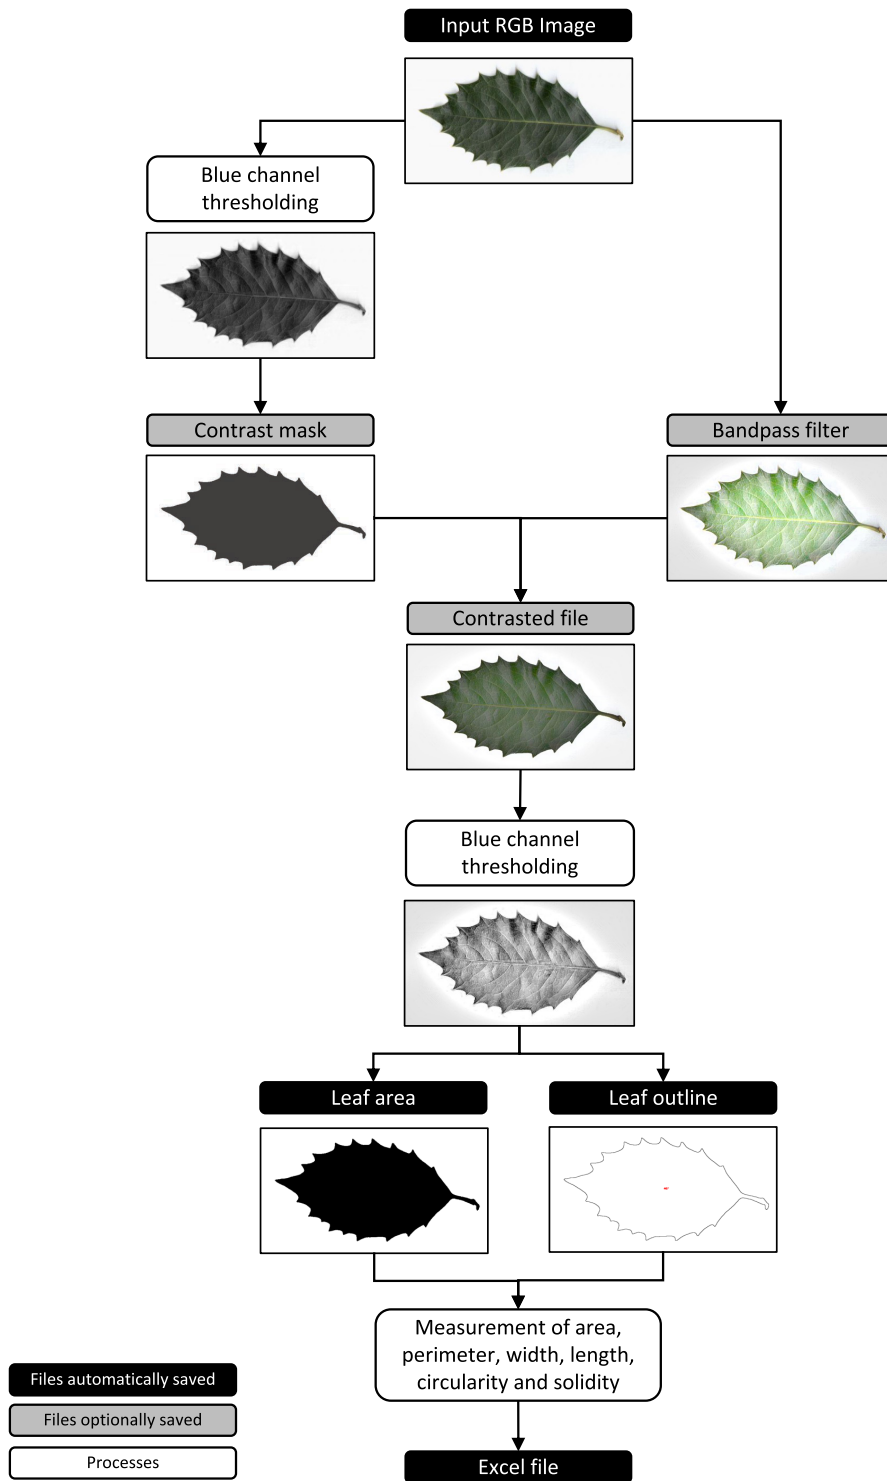 Input RGB Image
Blue channel
thresholding
Contrast mask
Bandpass filter
Contrasted file
Blue channel
thresholding
Leaf area
Leaf outline
Measurement of area,
perimeter, width, length,
circularity and solidity
Files automatically saved
Files optionally saved
Processes
Excel file